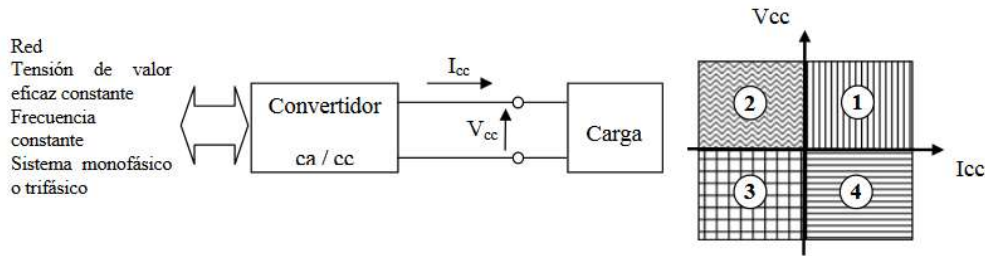 Red
Tensión de valor
eficaz constante
Frecuencia
constante
Sistema monofásico
o trifásico
Convertidor
ca / cc
Icc
Vcc
Carga
Vcc
2
1
3
4
Icc